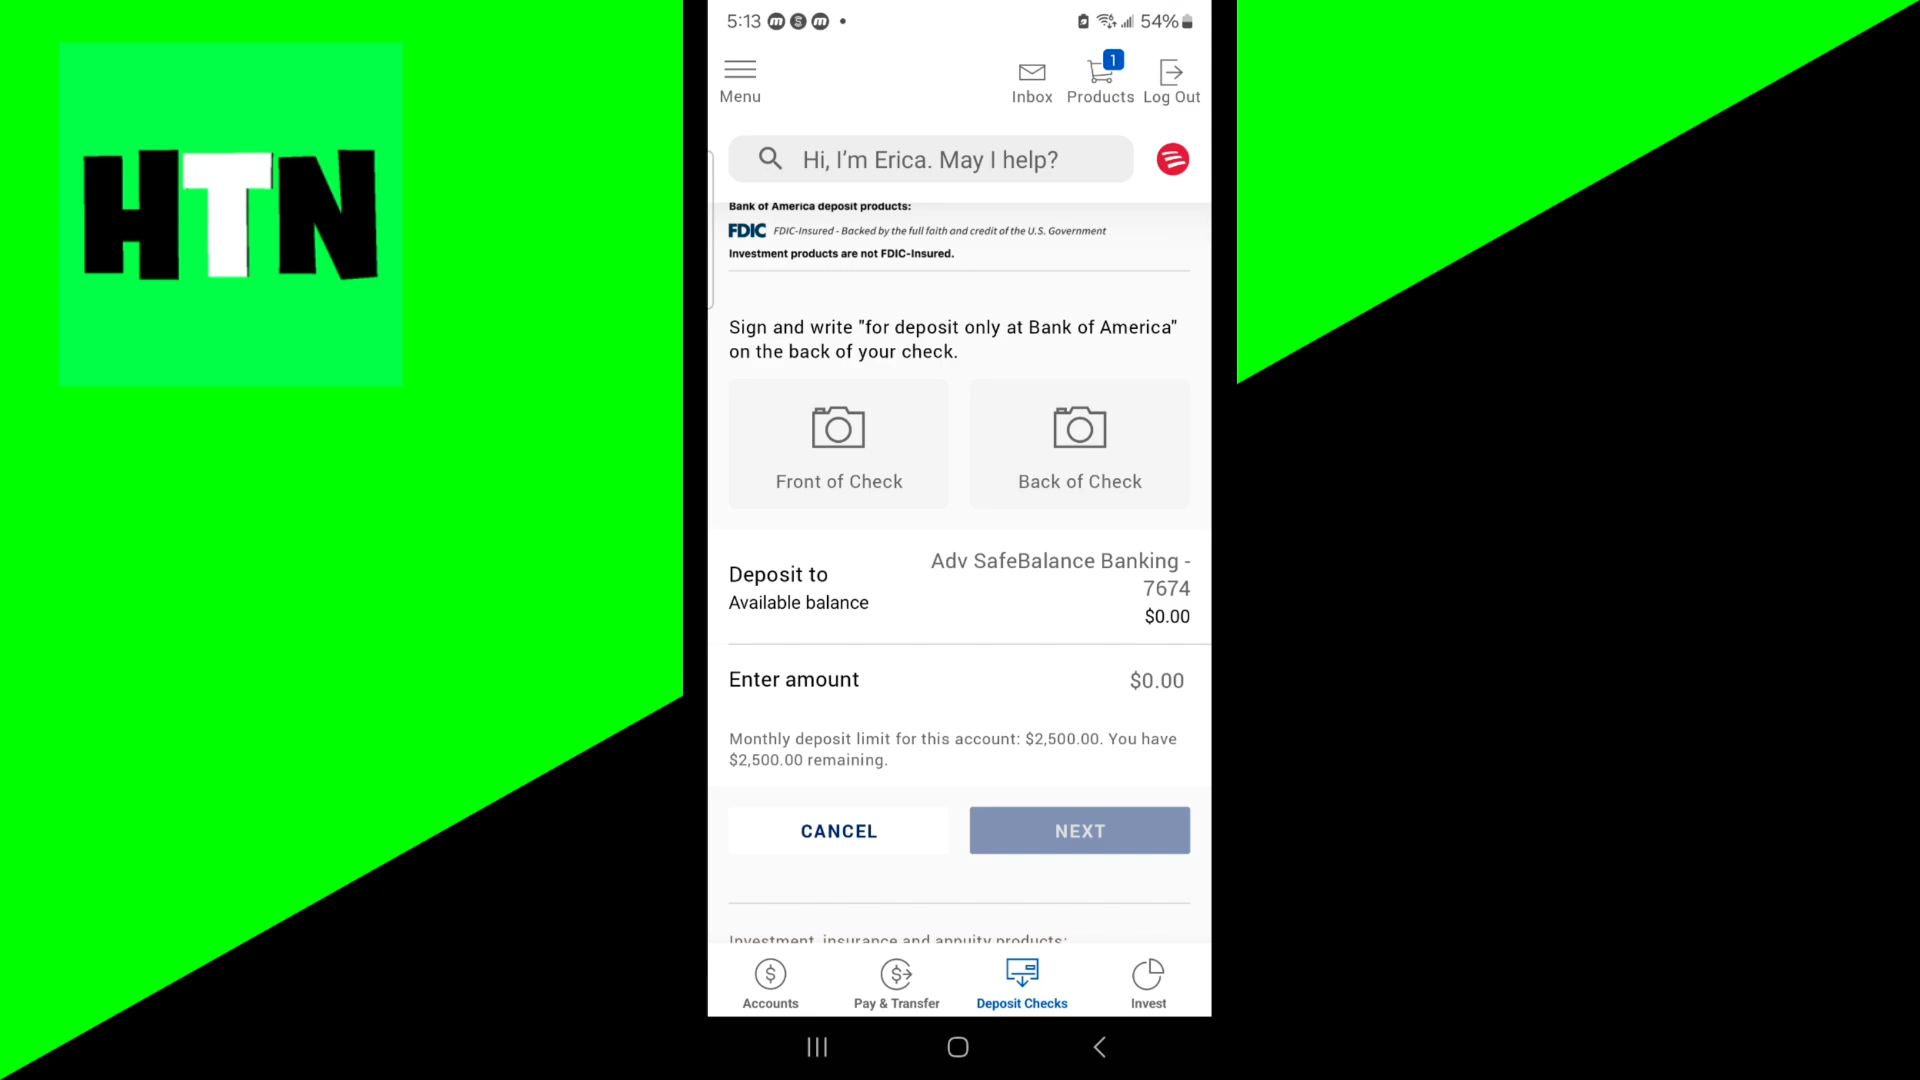 HTN
5:13
54%
1
Menu
Inbox
Products
Log Out
Hi, I'm Erica. May I help?
Bank of America deposit products:
FDIC FDIC-Insured - Backed by the full faith and credit of the U.S. Government
Investment products are not FDIC-Insured.
Sign and write "for deposit only at Bank of America"
on the back of your check.
Front of Check
Back of Check
Deposit to
Available balance
Adv SafeBalance Banking -
7674
$0.00
Enter amount
$0.00
Monthly deposit limit for this account: $2,500.00. You have
$2,500.00 remaining.
CANCEL
NEXT
Investment, insurance and annuity products:
Accounts
Pay & Transfer
Deposit Checks
Invest